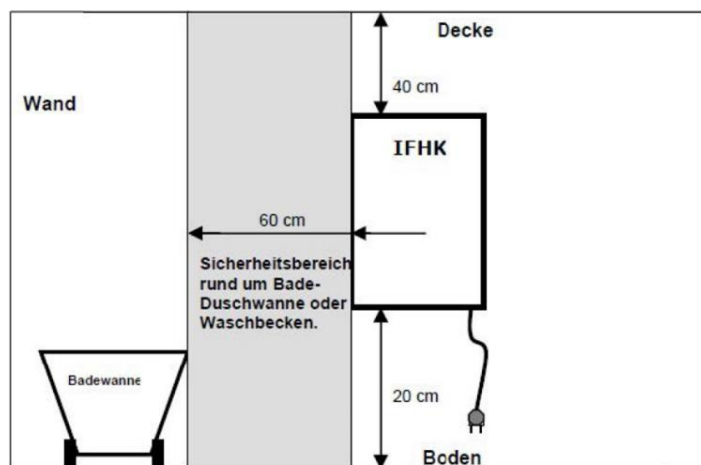 Decke
40 cm
Wand
IFHK
60 cm
Sicherheitsbereich
rund um Bade-
Duschwanne oder
Waschbecken.
Badewanne
20 cm
Boden